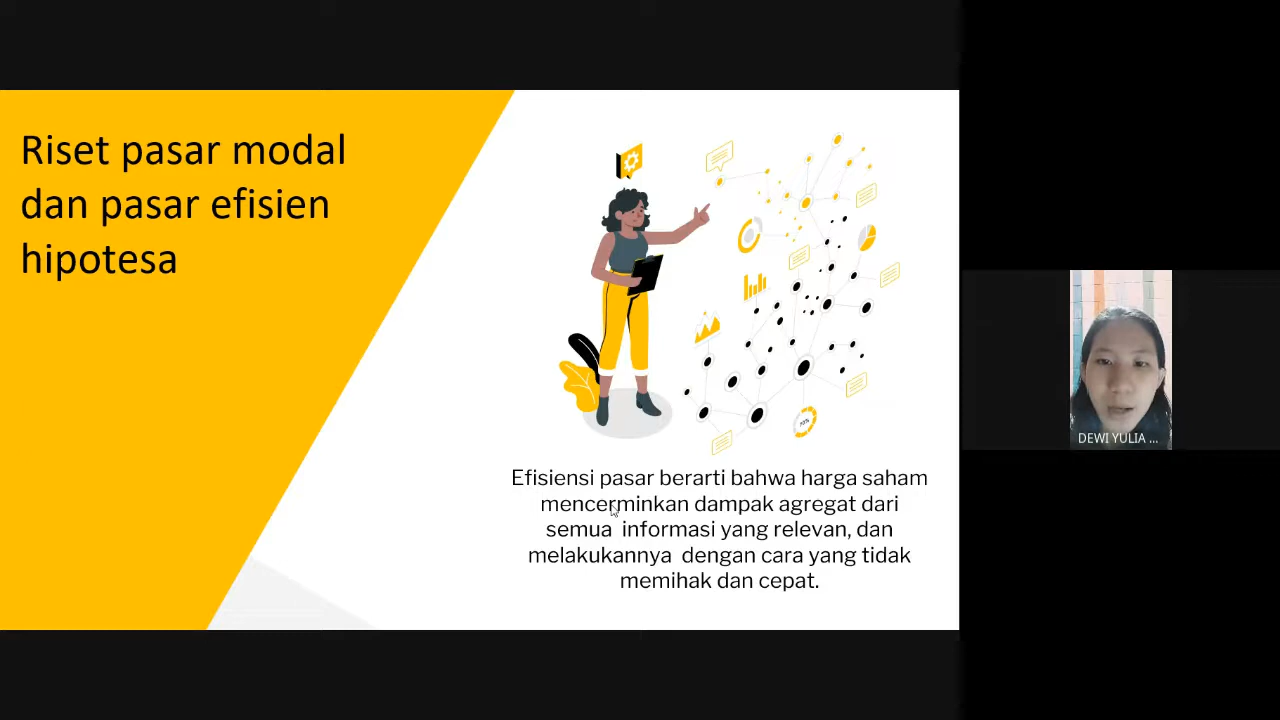 Riset pasar modal
dan pasar efisien
hipotesa
70%
Efisiensi pasar berarti bahwa harga saham
mencerminkan dampak agregat dari
semua informasi yang relevan, dan
melakukannya dengan cara yang tidak
memihak dan cepat.
DEWI YULIA ...